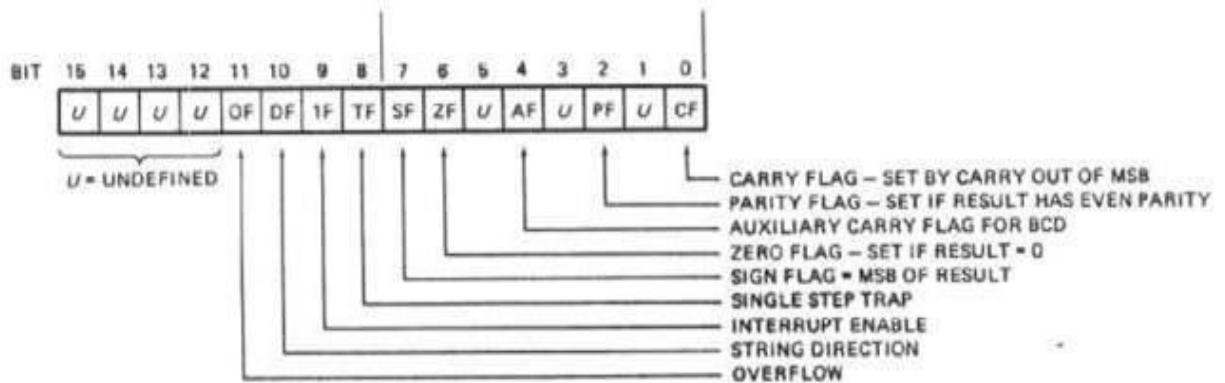 BIT 15 14 13 12 11 10 9 8 7 6 5 4 3 2 1 0
U U U U OF DF 1F TF SF ZF U AF U PF U CF
U = UNDEFINED
CARRY FLAG – SET BY CARRY OUT OF MSB
PARITY FLAG – SET IF RESULT HAS EVEN PARITY
AUXILIARY CARRY FLAG FOR BCD
ZERO FLAG – SET IF RESULT = 0
SIGN FLAG = MSB OF RESULT
SINGLE STEP TRAP
INTERRUPT ENABLE
STRING DIRECTION
OVERFLOW